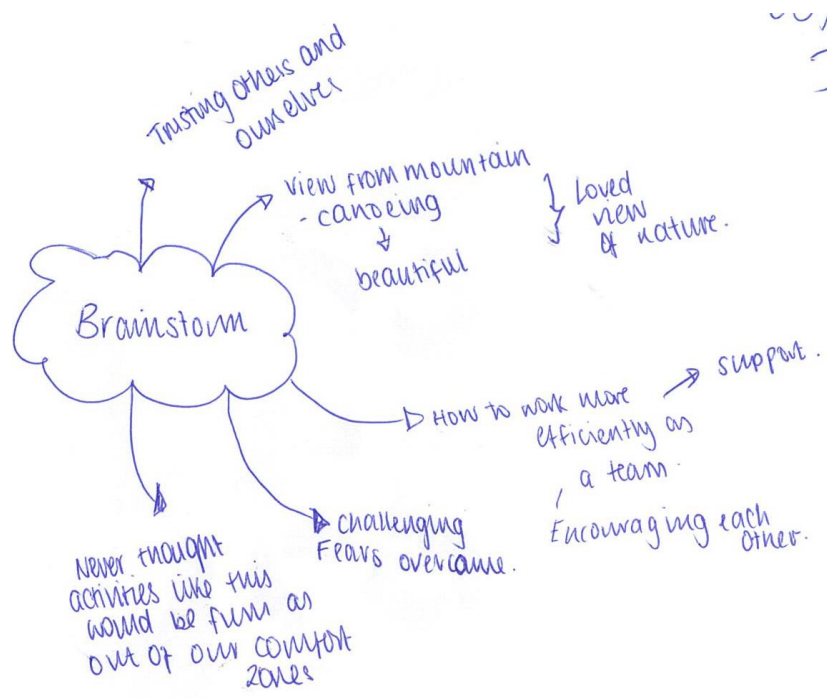 Trusting others and
ourselves
View from mountain
- canoeing
beautiful
Loved
view
of nature.
Brainstorm
How to work more
efficiently as
a team.
support.
Encouraging each
other.
Challenging
Fears overcame.
Never thought
activities like this
would be fun as
out of our comfort
zones